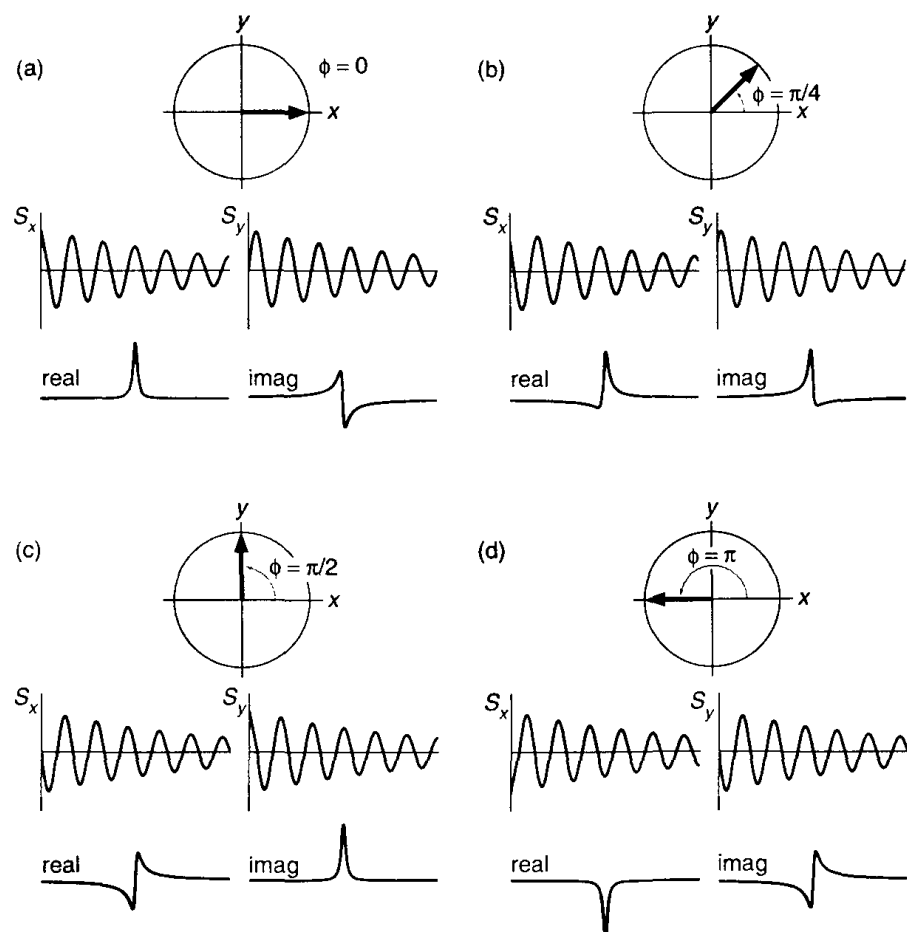 (a)
y
ϕ = 0
x
S_x
S_y
real
imag
(b)
y
ϕ = π/4
x
S_x
S_y
real
imag
(c)
y
ϕ = π/2
x
S_x
S_y
real
imag
(d)
y
ϕ = π
x
S_x
S_y
real
imag